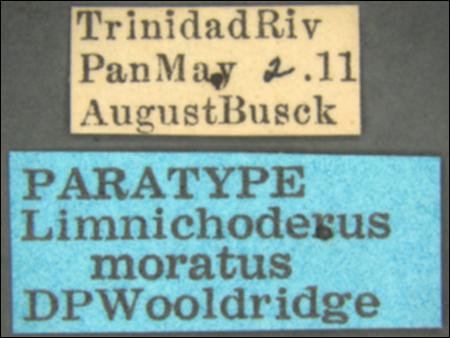 TrinidadRiv
PanMay 2.11
AugustBusck
PARATYPE
Limnichoderus
moratus
DPWooldridge